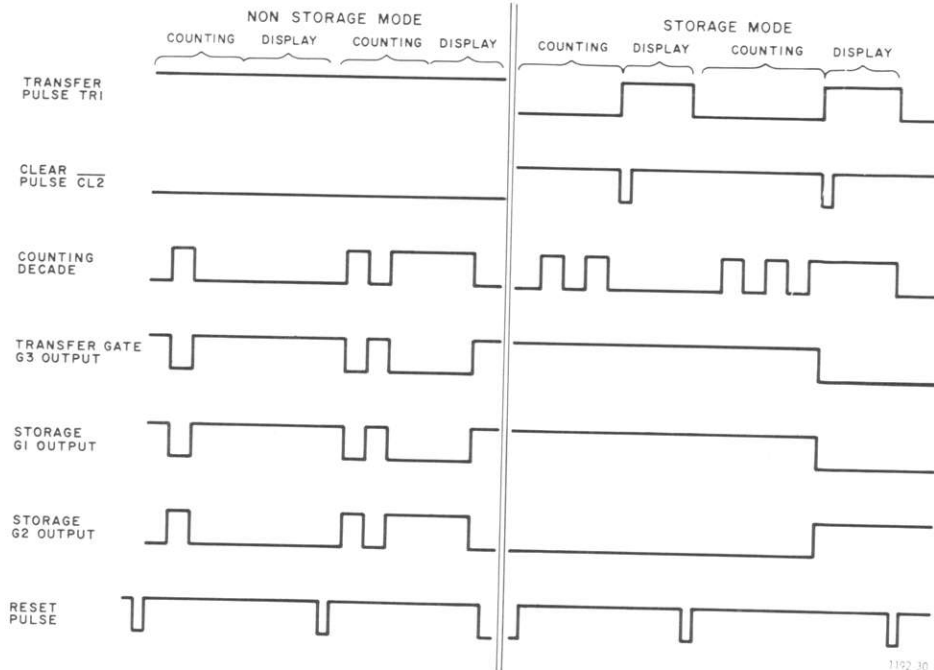 NON STORAGE MODE
STORAGE MODE
COUNTING DISPLAY COUNTING DISPLAY
COUNTING DISPLAY COUNTING DISPLAY
TRANSFER
PULSE TR1
CLEAR
PULSE CL2
COUNTING
DECADE
TRANSFER GATE
G3 OUTPUT
STORAGE
G1 OUTPUT
STORAGE
G2 OUTPUT
RESET
PULSE
1192-30